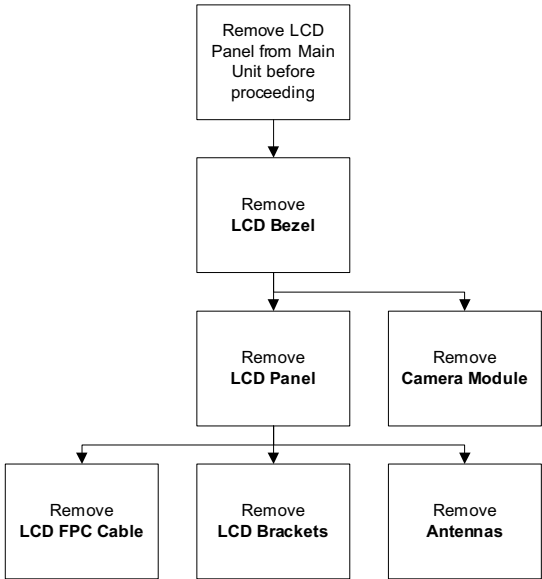 Remove LCD
Panel from Main
Unit before
proceeding
Remove
LCD Bezel
Remove
LCD Panel
Remove
Camera Module
Remove
LCD FPC Cable
Remove
LCD Brackets
Remove
Antennas